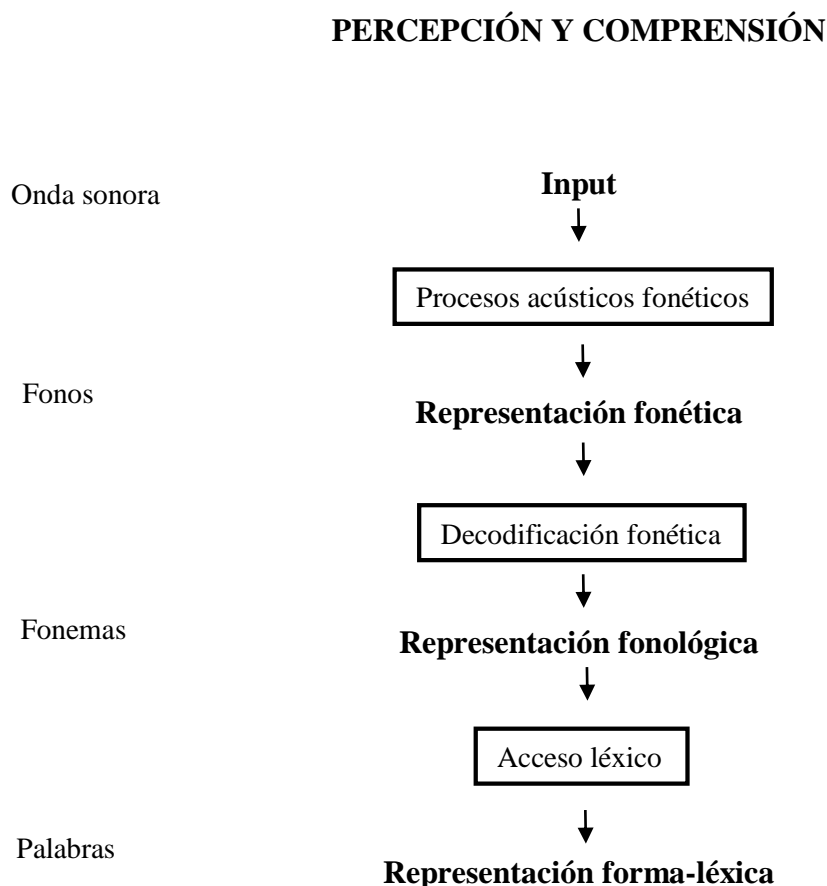 PERCEPCIÓN Y COMPRENSIÓN
Onda sonora
Input
Procesos acústicos fonéticos
Fonos
Representación fonética
Decodificación fonética
Fonemas
Representación fonológica
Acceso léxico
Palabras
Representación forma-léxica